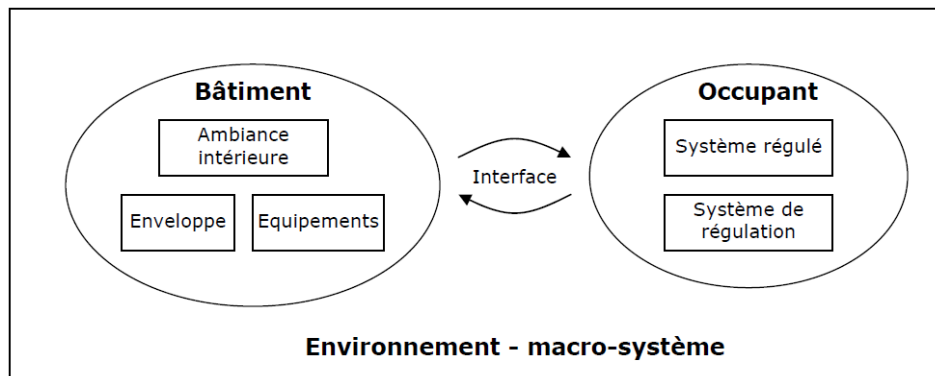 Bâtiment
Ambiance
intérieure
Enveloppe
Equipements
Interface
Occupant
Système régulé
Système de
régulation
Environnement - macro-système